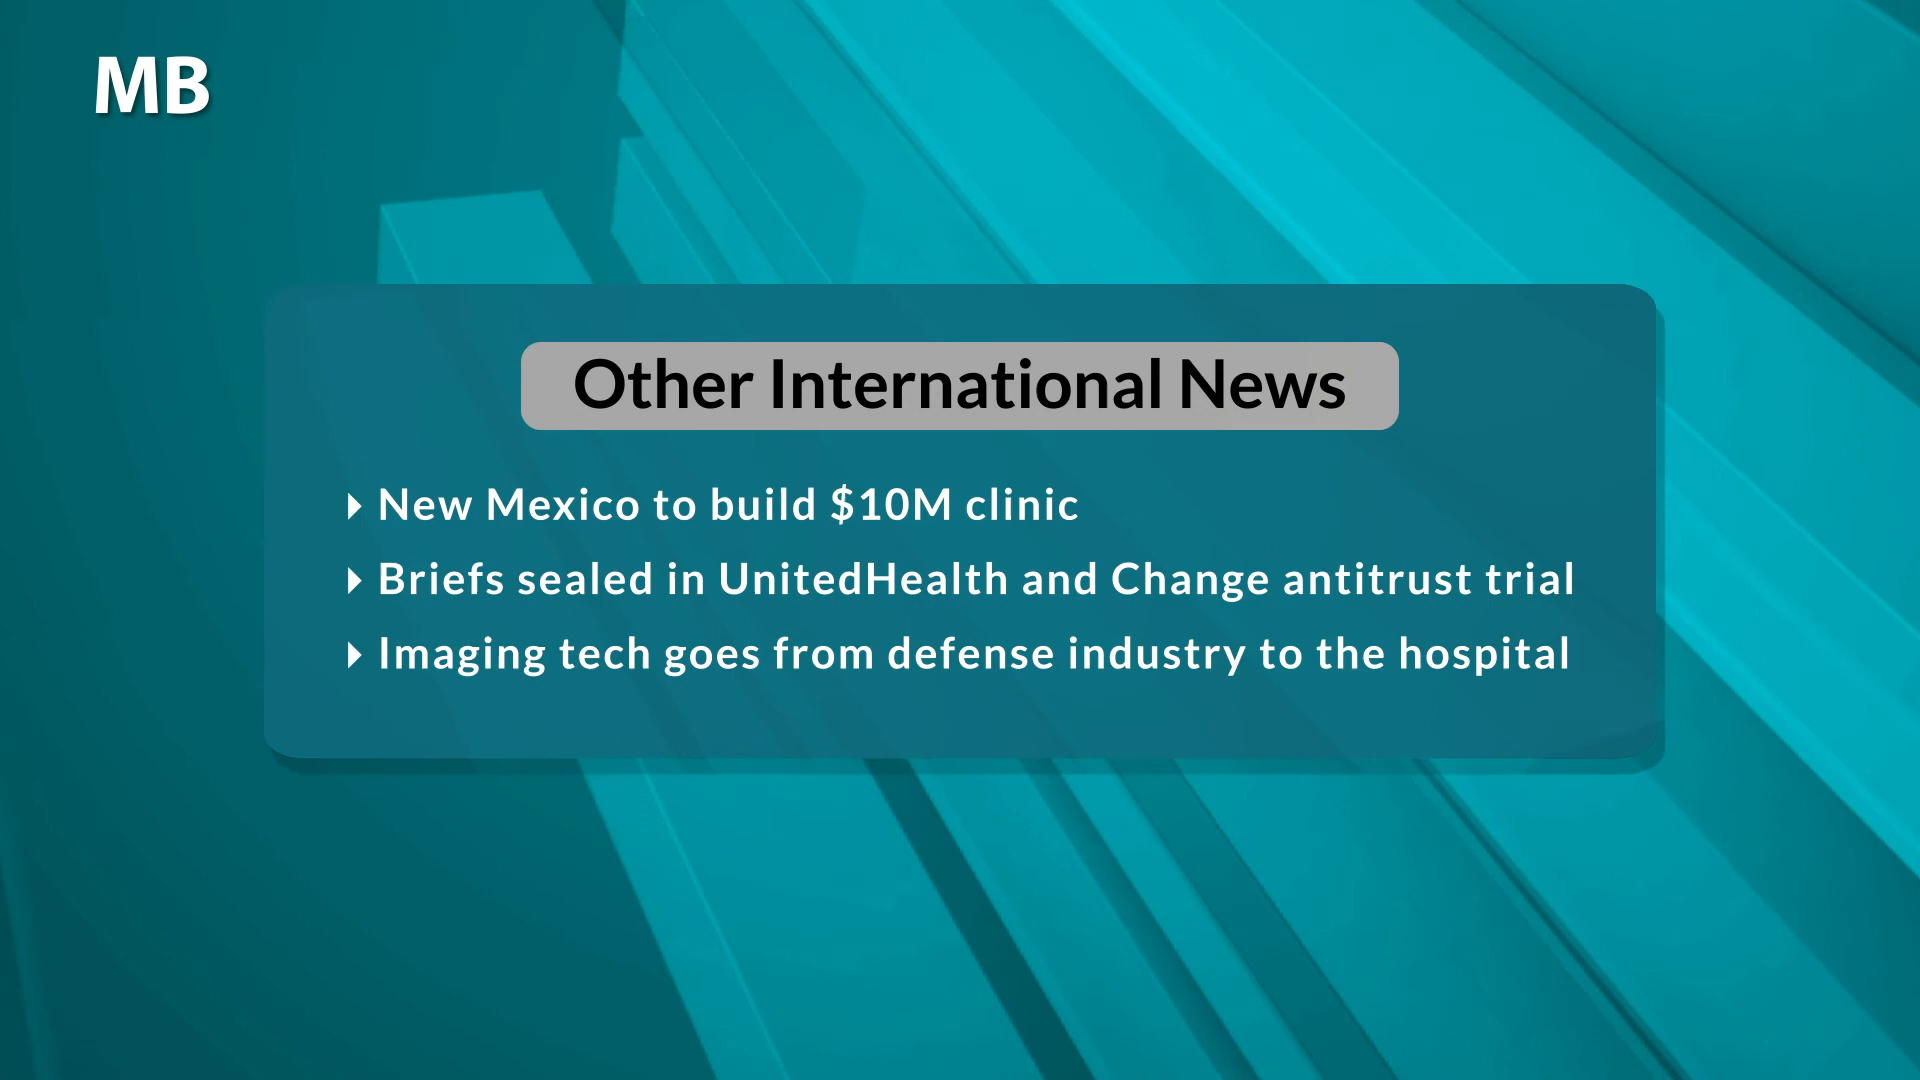 MB
Other International News
New Mexico to build $10M clinic
Briefs sealed in UnitedHealth and Change antitrust trial
Imaging tech goes from defense industry to the hospital